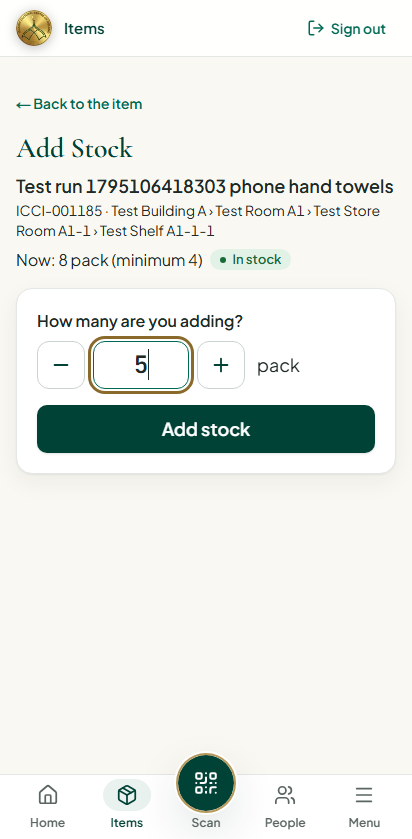 Items
Sign out
← Back to the item
Add Stock
Test run 1795106418303 phone hand towels
ICCI-001185 · Test Building A › Test Room A1 › Test Store
Room A1-1 › Test Shelf A1-1-1
Now: 8 pack (minimum 4) In stock
How many are you adding?
− 5 + pack
Add stock
Home Items Scan People Menu